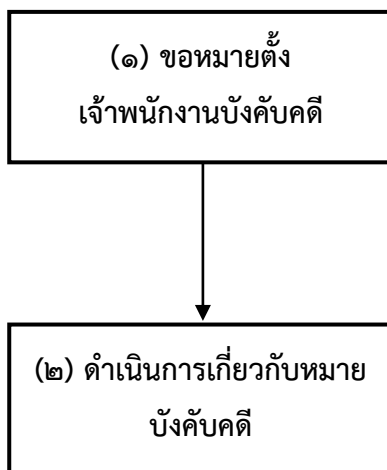 (๑) ขอหมายตั้ง
เจ้าพนักงานบังคับคดี
(๒) ดำเนินการเกี่ยวกับหมาย
บังคับคดี